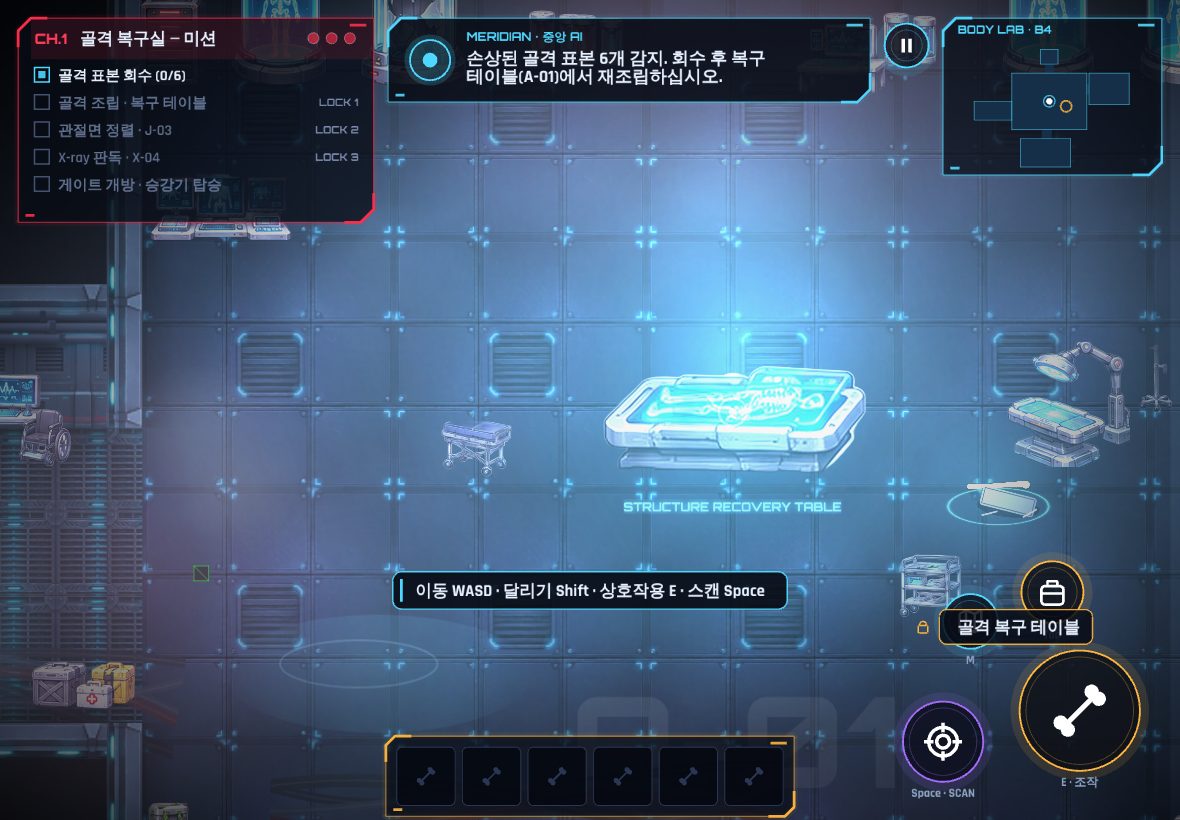 CH.1 골격 복구실 – 미션
골격 표본 회수 (0/6)
골격 조립 · 복구 테이블 LOCK 1
관절면 정렬 · J-03 LOCK 2
X-ray 판독 · X-04 LOCK 3
게이트 개방 · 승강기 탑승
MERIDIAN · 중앙 AI
손상된 골격 표본 6개 감지. 회수 후 복구
테이블(A-01)에서 재조립하십시오.
BODY LAB · B4
STRUCTURE RECOVERY TABLE
이동 WASD · 달리기 Shift · 상호작용 E · 스캔 Space
골격 복구 테이블
M
Space · SCAN
E · 조작